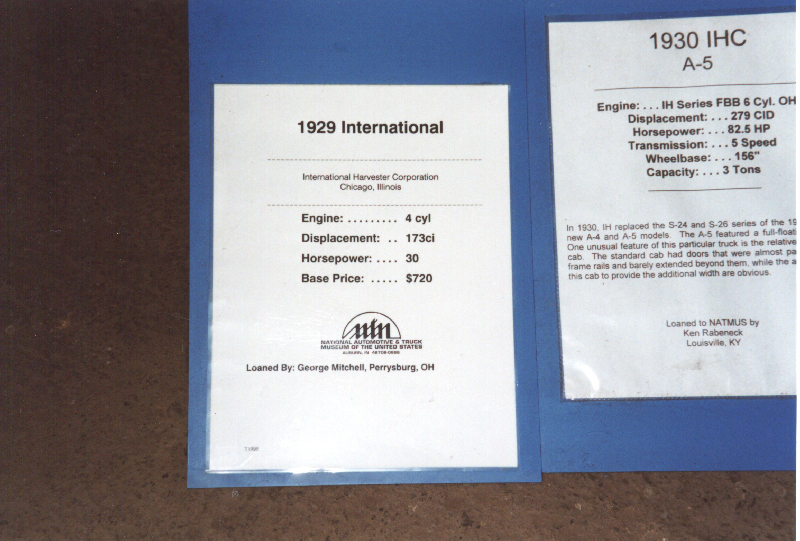 1929 International
International Harvester Corporation
Chicago, Illinois
Engine: ......... 4 cyl
Displacement: .. 173ci
Horsepower: .... 30
Base Price: ..... $720
NATIONAL AUTOMOTIVE & TRUCK
MUSEUM OF THE UNITED STATES
AUBURN, IN
Loaned By: George Mitchell, Perrysburg, OH
1930 IHC
A-5
Engine: . . . IH Series FBB 6 Cyl. OH
Displacement: . . . 279 CID
Horsepower: . . . 82.5 HP
Transmission: . . . 5 Speed
Wheelbase: . . . 156"
Capacity: . . . 3 Tons
In 1930, IH replaced the S-24 and S-26 series of the 19
new A-4 and A-5 models. The A-5 featured a full-floati
One unusual feature of this particular truck is the relative
cab. The standard cab had doors that were almost pa
frame rails and barely extended beyond them, while the a
this cab to provide the additional width are obvious.
Loaned to NATMUS by
Ken Rabeneck
Louisville, KY